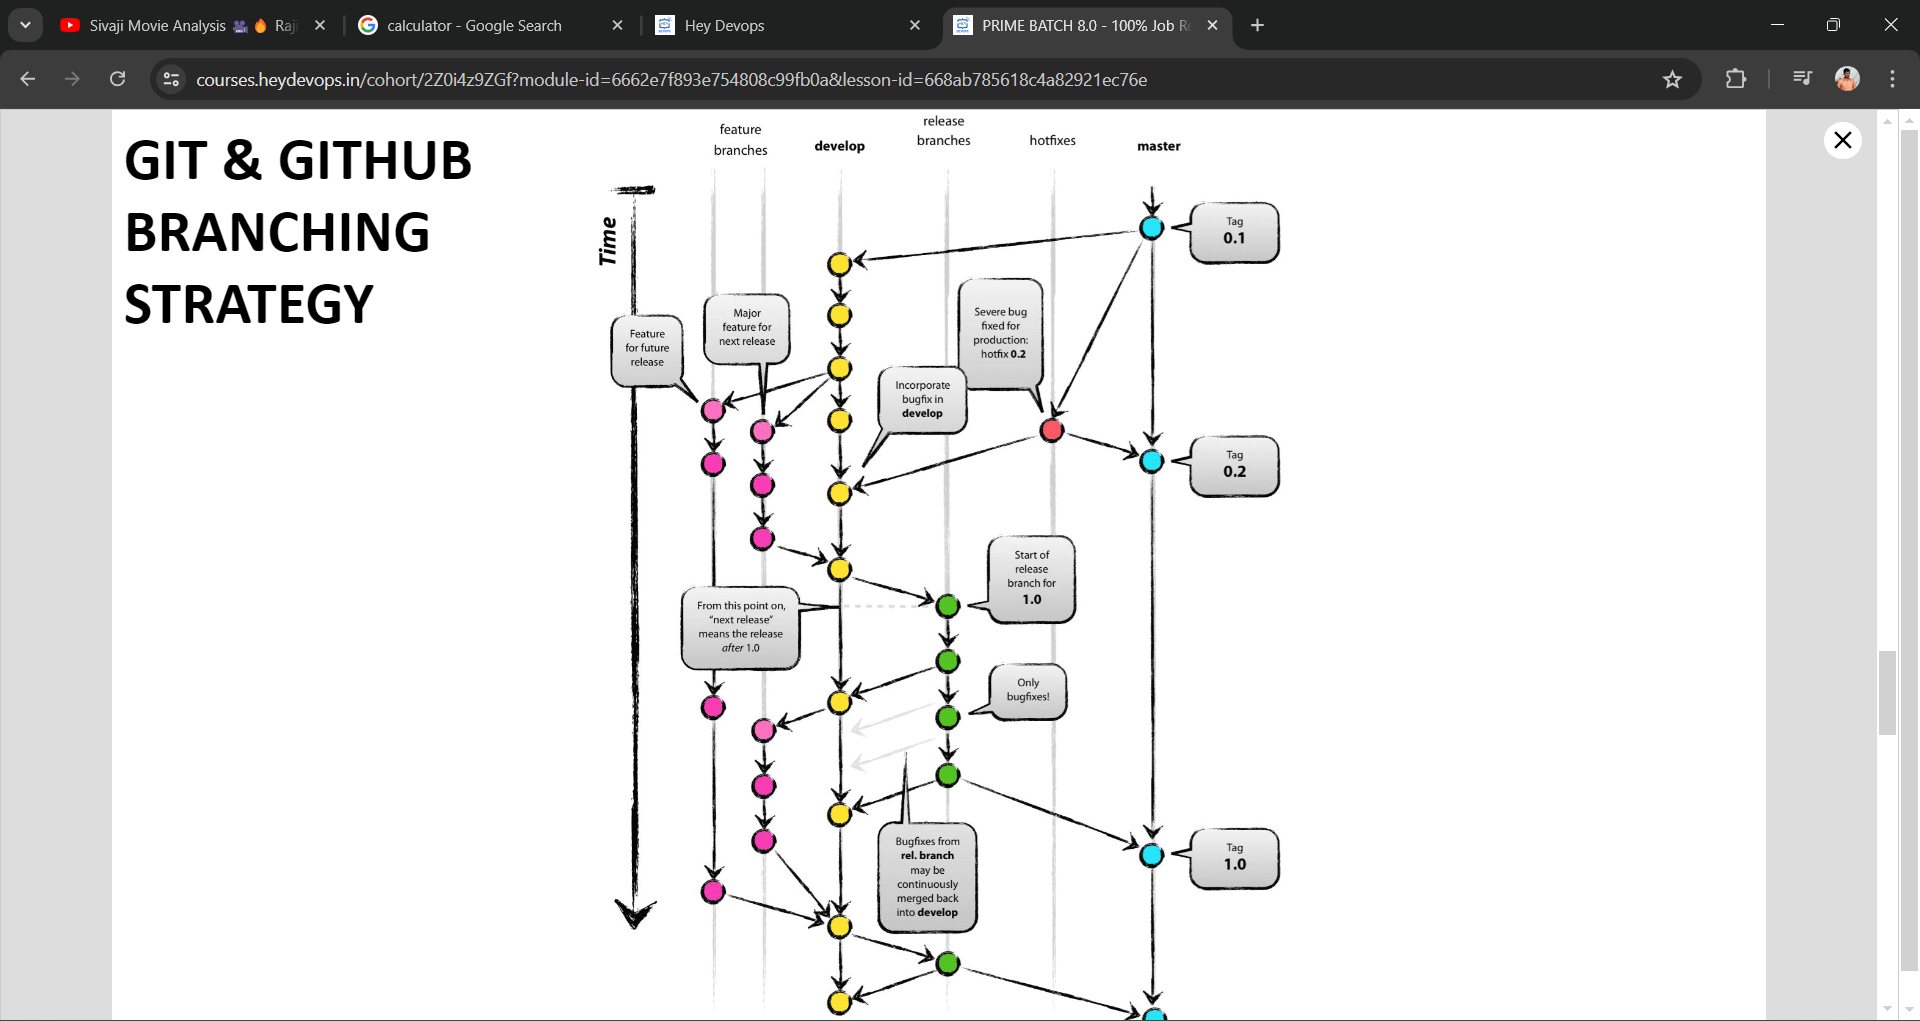 Sivaji Movie Analysis 🎥🔥 Raji
calculator - Google Search
Hey Devops
PRIME BATCH 8.0 - 100% Job R
courses.heydevops.in/cohort/2Z0i4z9ZGf?module-id=6662e7f893e754808c99fb0a&lesson-id=668ab785618c4a82921ec76e
GIT & GITHUB
BRANCHING
STRATEGY
feature
branches
develop
release
branches
hotfixes
master
Time
Tag
0.1
Major
feature for
next release
Feature
for future
release
Severe bug
fixed for
production:
hotfix 0.2
Incorporate
bugfix in
develop
Tag
0.2
Start of
release
branch for
1.0
From this point on,
“next release”
means the release
after 1.0
Only
bugfixes!
Bugfixes from
rel. branch
may be
continuously
merged back
into develop
Tag
1.0